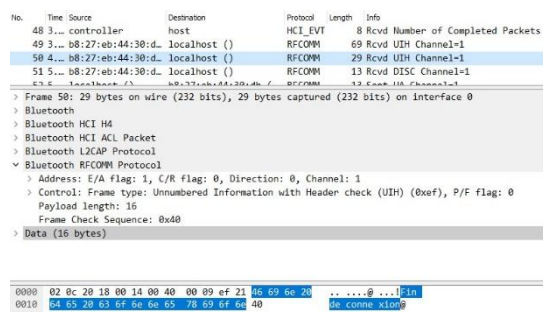 No. Time Source Destination Protocol Length Info
48 3.… controller host HCI_EVT 8 Rcvd Number of Completed Packets
49 3.… b8:27:eb:44:30:d… localhost () RFCOMM 69 Rcvd UIH Channel=1
50 4.… b8:27:eb:44:30:d… localhost () RFCOMM 29 Rcvd UIH Channel=1
51 5.… b8:27:eb:44:30:d… localhost () RFCOMM 13 Rcvd DISC Channel=1
localhost () RFCOMM 13 Sent UA Channel=1
> Frame 50: 29 bytes on wire (232 bits), 29 bytes captured (232 bits) on interface 0
> Bluetooth
> Bluetooth HCI H4
> Bluetooth HCI ACL Packet
> Bluetooth L2CAP Protocol
Bluetooth RFCOMM Protocol
> Address: E/A flag: 1, C/R flag: 0, Direction: 0, Channel: 1
> Control: Frame type: Unnumbered Information with Header check (UIH) (0xef), P/F flag: 0
Payload length: 16
Frame Check Sequence: 0x40
> Data (16 bytes)
0000 02 0c 20 18 00 14 00 40 00 09 ef 21 46 69 6e 20 .. ....@ ...!Fin
0010 64 65 20 63 6f 6e 6e 65 78 69 6f 6e 40 de conne xion@